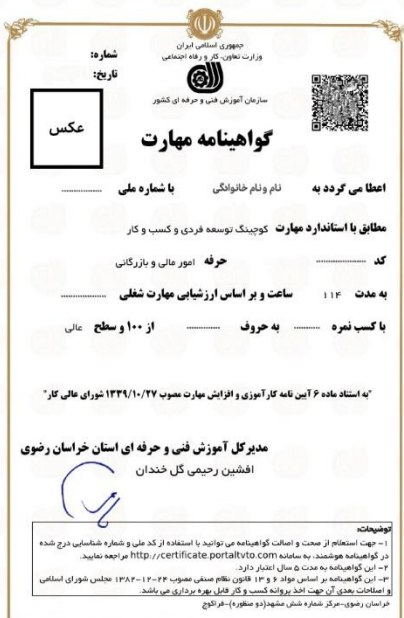 جمهوری اسلامی ایران
وزارت تعاون، کار و رفاه اجتماعی
سازمان آموزش فنی و حرفه ای کشور
شماره:
تاریخ:
عکس
گواهینامه مهارت
اعطا می گردد به نام ونام خانوادگی با شماره ملی ..................
مطابق با استاندارد مهارت کوچینگ توسعه فردی و کسب و کار
کد .................... حرفه امور مالی و بازرگانی
به مدت ۱۱۴ ساعت و بر اساس ارزشیابی مهارت شغلی ..................
با کسب نمره ........... به حروف .............. از ۱۰۰ و سطح عالی
"به استناد ماده ۶ آیین نامه کارآموزی و افزایش مهارت مصوب ۱۳۳۹/۱۰/۲۷ شورای عالی کار"
مدیرکل آموزش فنی و حرفه ای استان خراسان رضوی
افشین رحیمی گل خندان
توضیحات:
۱- جهت استعلام از صحت و اصالت گواهینامه می توانید با استفاده از کد ملی و شماره شناسایی درج شده
در گواهینامه هوشمند، به سامانه http://certificate.portaltvto.com مراجعه نمایید.
۲- این گواهینامه به مدت ۵ سال اعتبار دارد.
۳- این گواهینامه بر اساس مواد ۶ و ۱۳ قانون نظام صنفی مصوب ۲۴-۱۲-۱۳۸۲ مجلس شورای اسلامی
و اصلاحات بعدی آن جهت اخذ پروانه کسب و کار قابل بهره برداری می باشد.
خراسان رضوی-مرکز شماره شش مشهد(دو منظوره)-فراکوچ